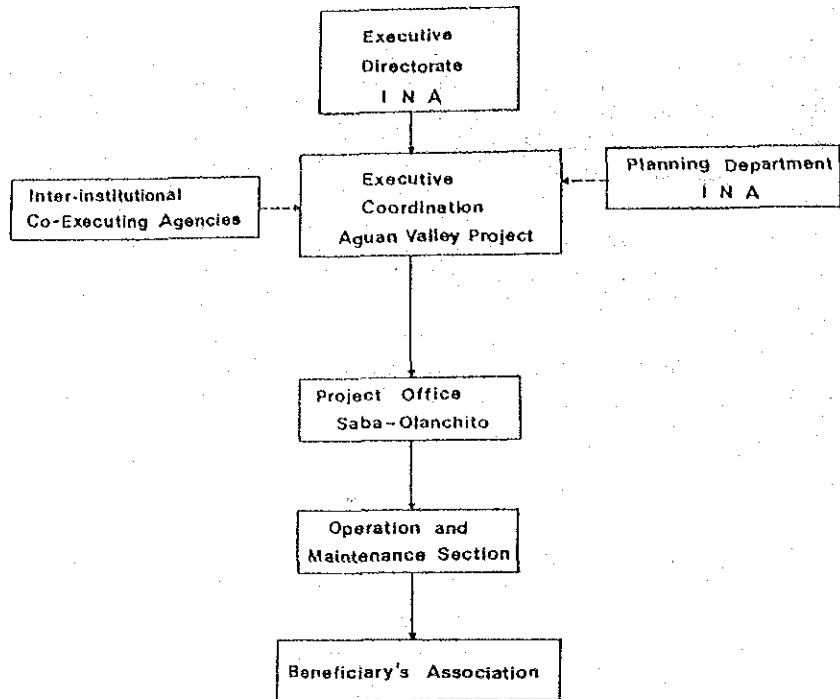 Executive
Directorate
I N A
Executive
Coordination
Aguan Valley Project
Planning Department
I N A
Inter-institutional
Co-Executing Agencies
Project Office
Saba-Olanchito
Operation and
Maintenance Section
Beneficiary's Association